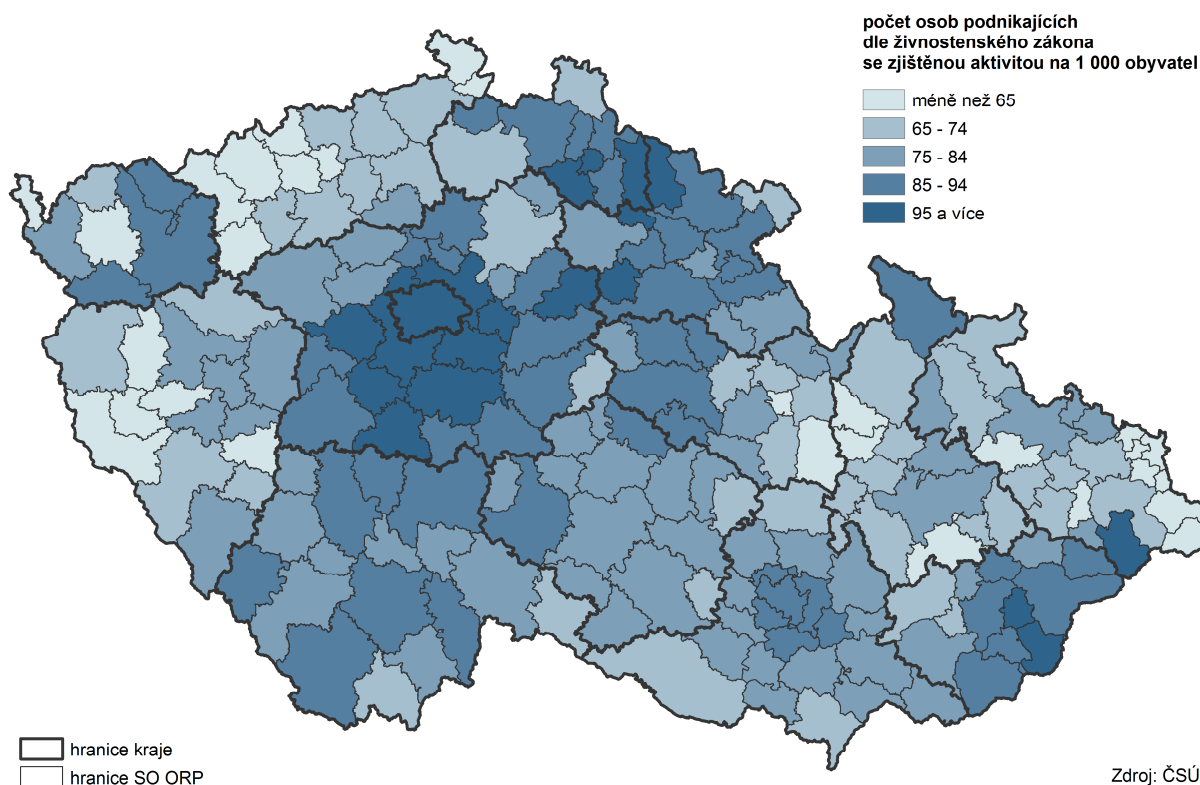 počet osob podnikajících
dle živnostenského zákona
se zjištěnou aktivitou na 1 000 obyvatel
méně než 65
65 - 74
75 - 84
85 - 94
95 a více
hranice kraje
hranice SO ORP
Zdroj: ČSÚ